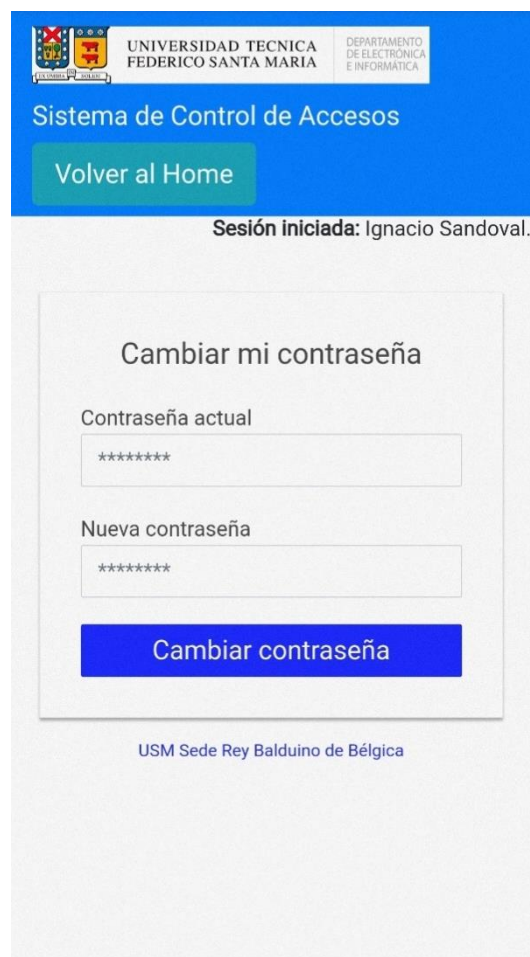 UNIVERSIDAD TECNICA
FEDERICO SANTA MARIA
DEPARTAMENTO
DE ELECTRÓNICA
E INFORMÁTICA
Sistema de Control de Accesos
Volver al Home
Sesión iniciada: Ignacio Sandoval.
Cambiar mi contraseña
Contraseña actual
********
Nueva contraseña
********
Cambiar contraseña
USM Sede Rey Balduino de Bélgica